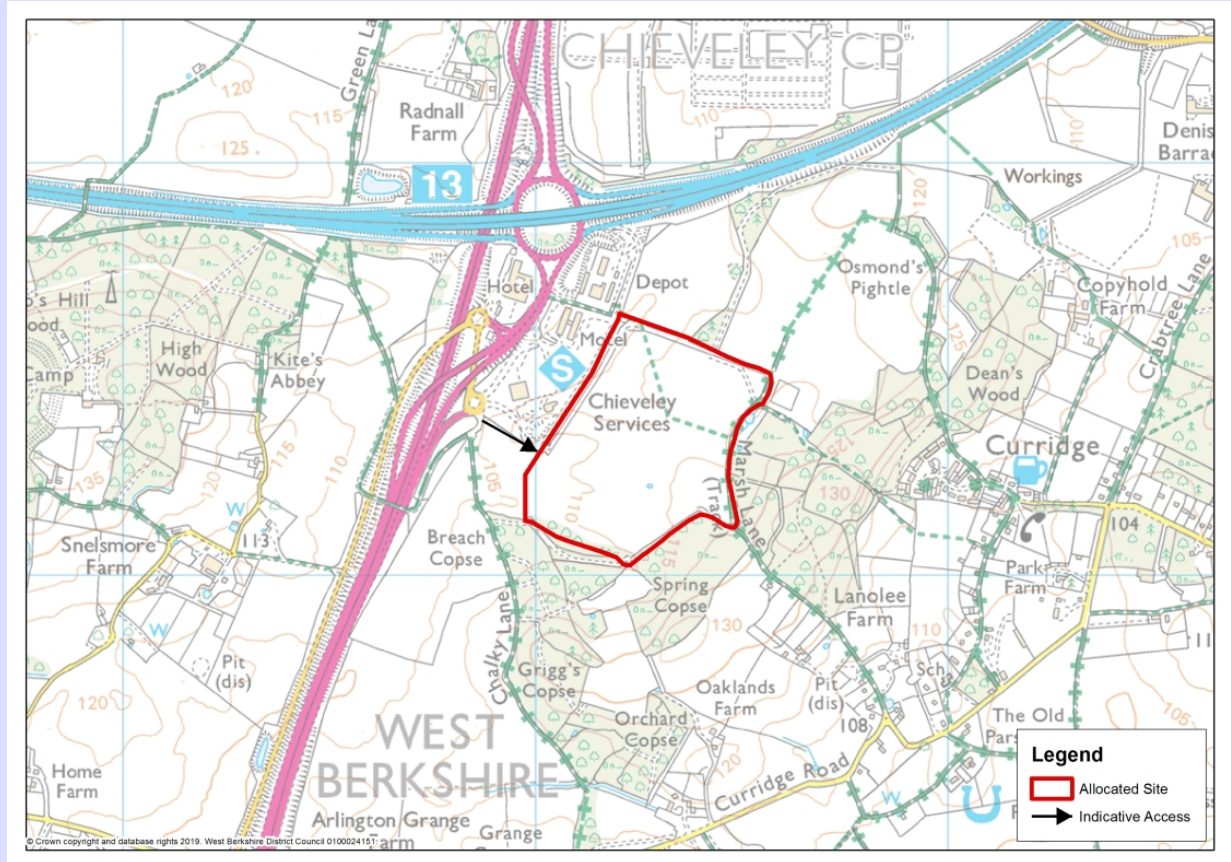 CHIEVELEY CP
Green La
120
115
Radnall
Farm
110
125
13
Denis
Barra
Workings
110
120
105
Osmond's
Pightle
Hotel
Depot
Copyhold
Farm
Crabtree Lane
's Hill
ood
High
Wood
Camp
Kite's
Abbey
Motel
S
125
Dean's
Wood
Chieveley
Services
Curridge
135
120
115
110
105
110
Marsh Lane
(Track)
125
130
104
W
113
Snelsmore
Farm
Breach
Copse
115
Spring
Copse
Park
Farm
Lanolee
Farm
130
110
W
Pit
(dis)
Chalky Lane
Grigg's
Copse
Oaklands
Farm
Pit
(dis)
Sch
11
120
108
105
WEST
BERKSHIRE
Orchard
Copse
The Old
Pars
120
Curridge Road
Home
Farm
W
Arlington Grange
Farm
Grange
Legend
Allocated Site
Indicative Access
© Crown copyright and database rights 2019. West Berkshire District Council 0100024151